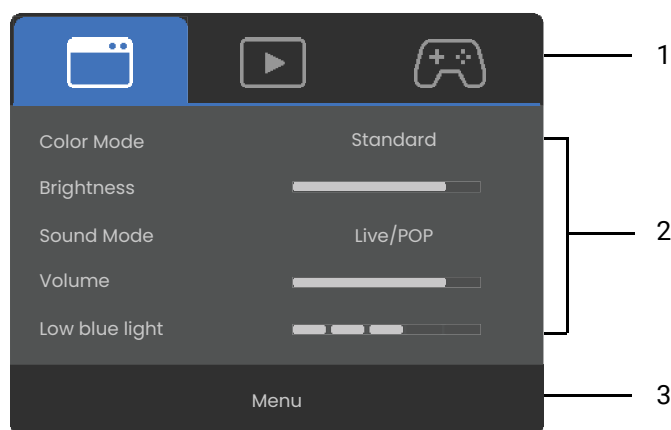 1
Color Mode Standard
Brightness
Sound Mode Live/POP
2
Volume
Low blue light
Menu
3